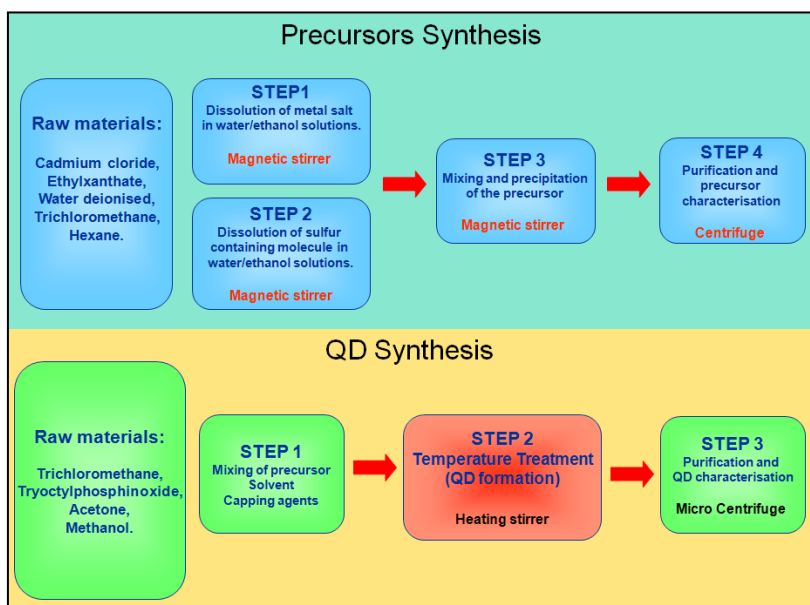 Precursors Synthesis
Raw materials:
Cadmium cloride,
Ethylxanthate,
Water deionised,
Trichloromethane,
Hexane.
STEP1
Dissolution of metal salt
in water/ethanol solutions.
Magnetic stirrer
STEP 2
Dissolution of sulfur
containing molecule in
water/ethanol solutions.
Magnetic stirrer
STEP 3
Mixing and precipitation
of the precursor
Magnetic stirrer
STEP 4
Purification and
precursor
characterisation
Centrifuge
QD Synthesis
Raw materials:
Trichloromethane,
Tryoctylphosphinoxide,
Acetone,
Methanol.
STEP 1
Mixing of precursor
Solvent
Capping agents
STEP 2
Temperature Treatment
(QD formation)
Heating stirrer
STEP 3
Purification and
QD characterisation
Micro Centrifuge